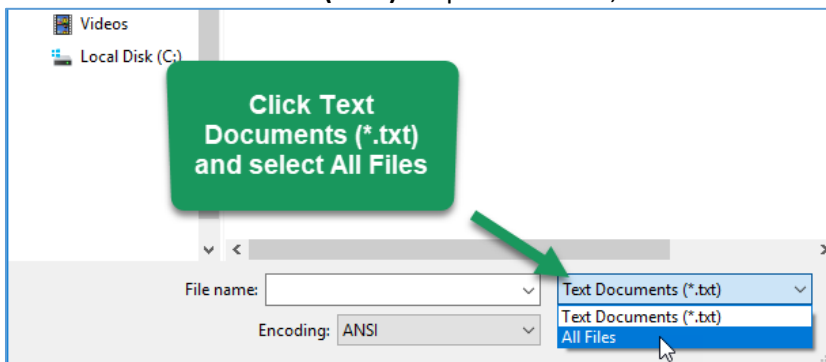 Videos
Local Disk (C:)
Click Text
Documents (*.txt)
and select All Files
File name:
Text Documents (*.txt)
Text Documents (*.txt)
Encoding: ANSI
All Files